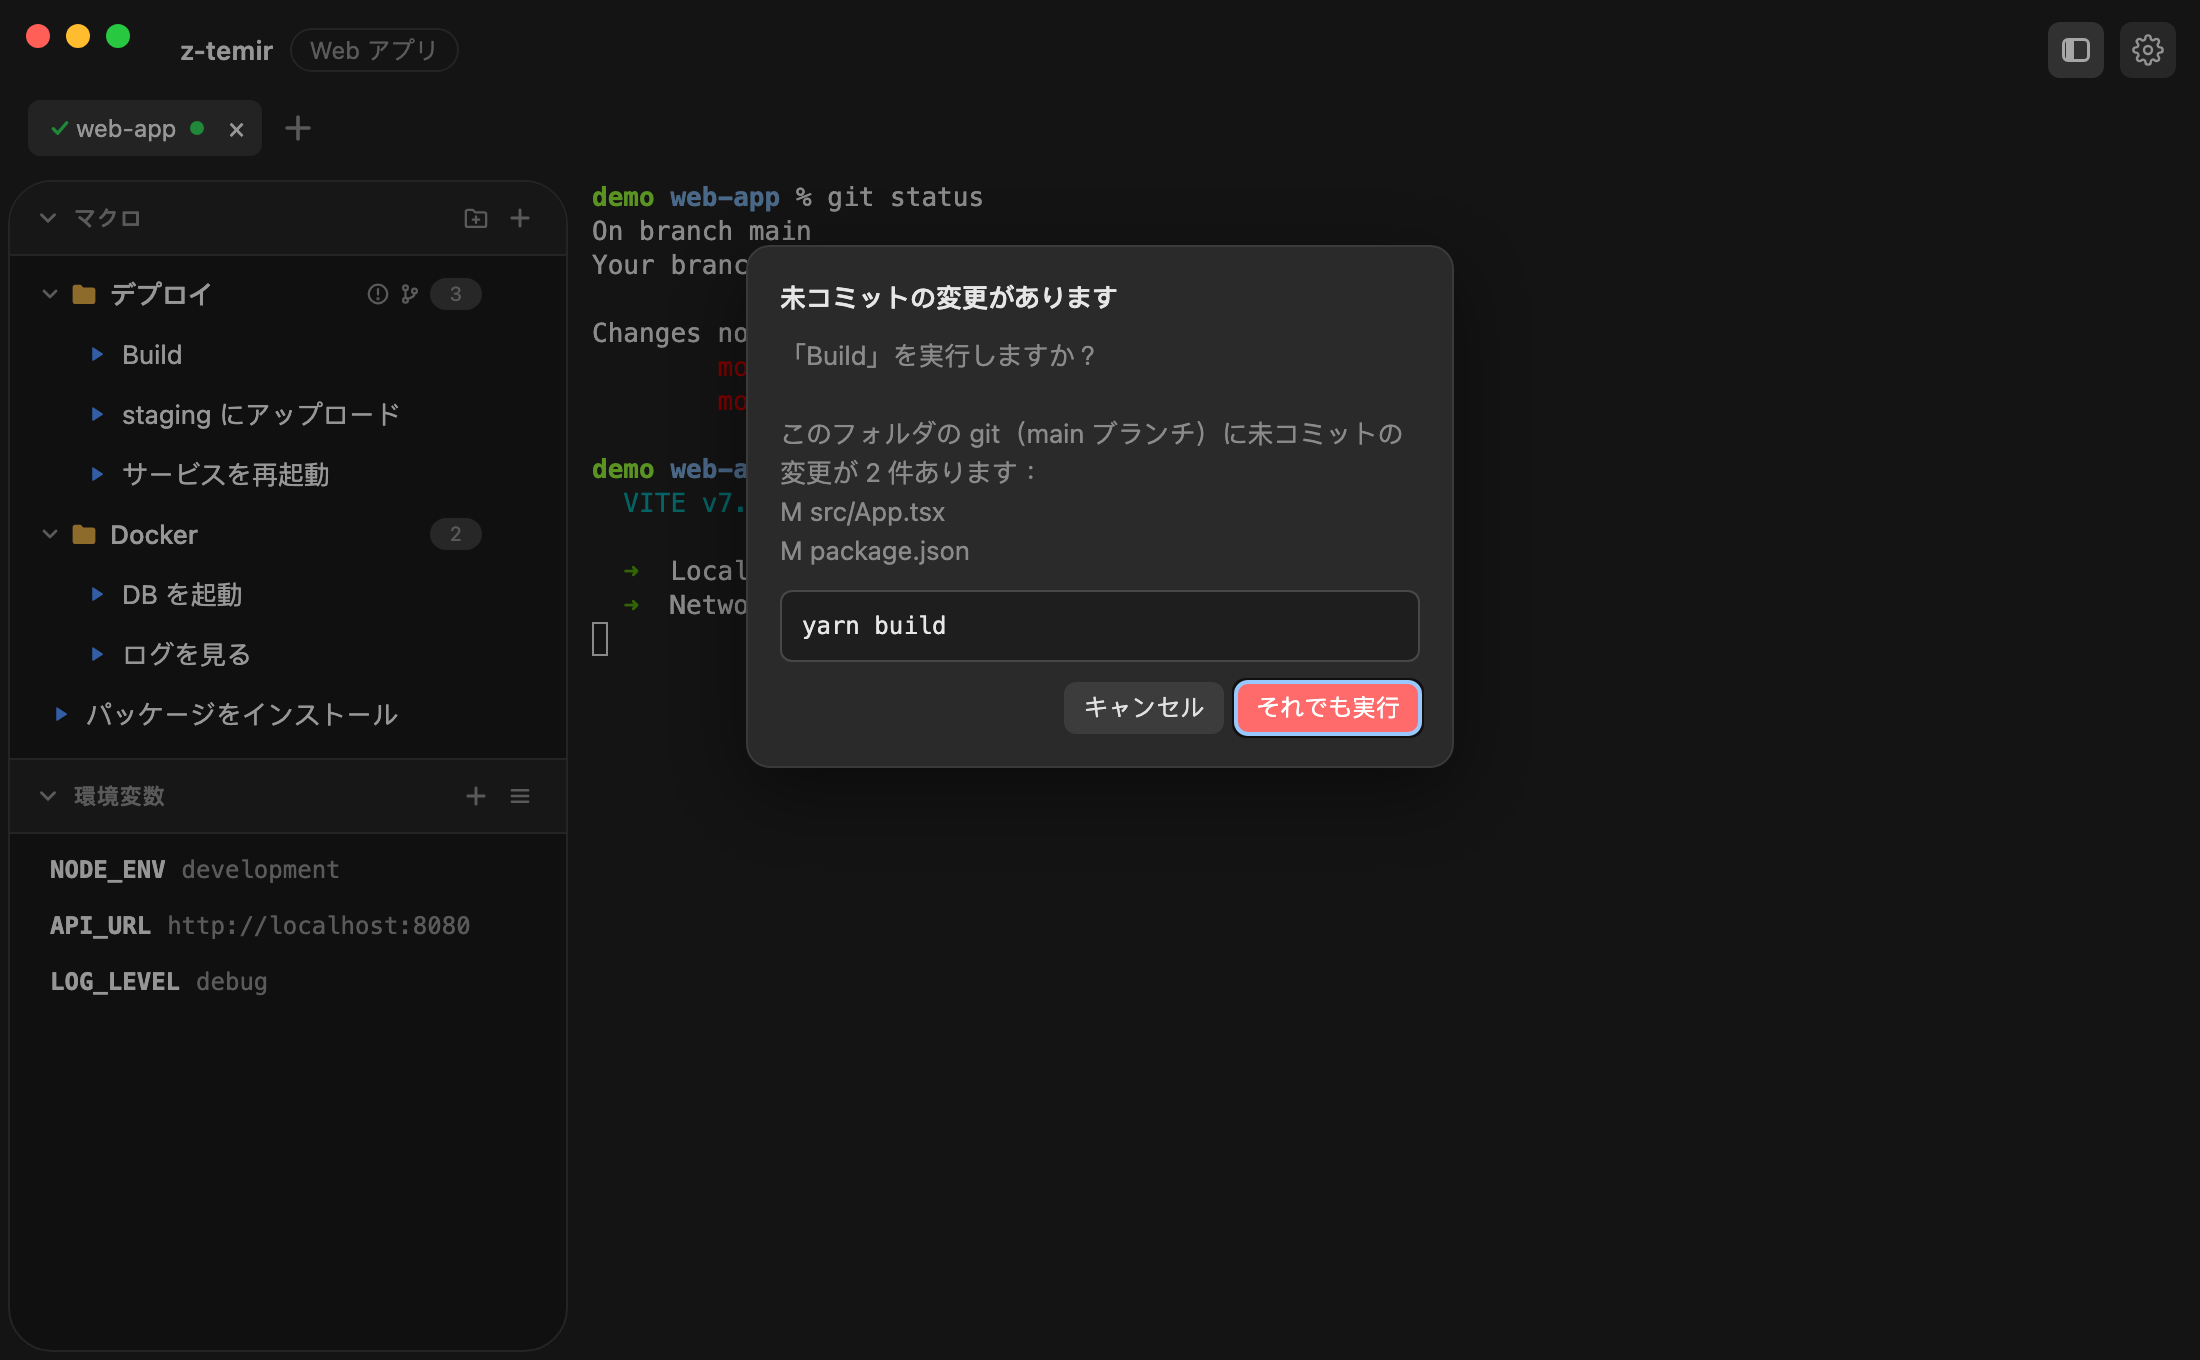 z-temir Web アプリ
web-app
マクロ
デプロイ 3
Build
staging にアップロード
サービスを再起動
Docker 2
DB を起動
ログを見る
パッケージをインストール
環境変数
NODE_ENV development
API_URL http://localhost:8080
LOG_LEVEL debug
demo web-app % git status
On branch main
Your branc
Changes no
mo
mo
demo web-a
VITE v7.
➜ Local
➜ Netwo
未コミットの変更があります
「Build」を実行しますか？
このフォルダの git（main ブランチ）に未コミットの
変更が 2 件あります：
M src/App.tsx
M package.json
yarn build
キャンセル それでも実行